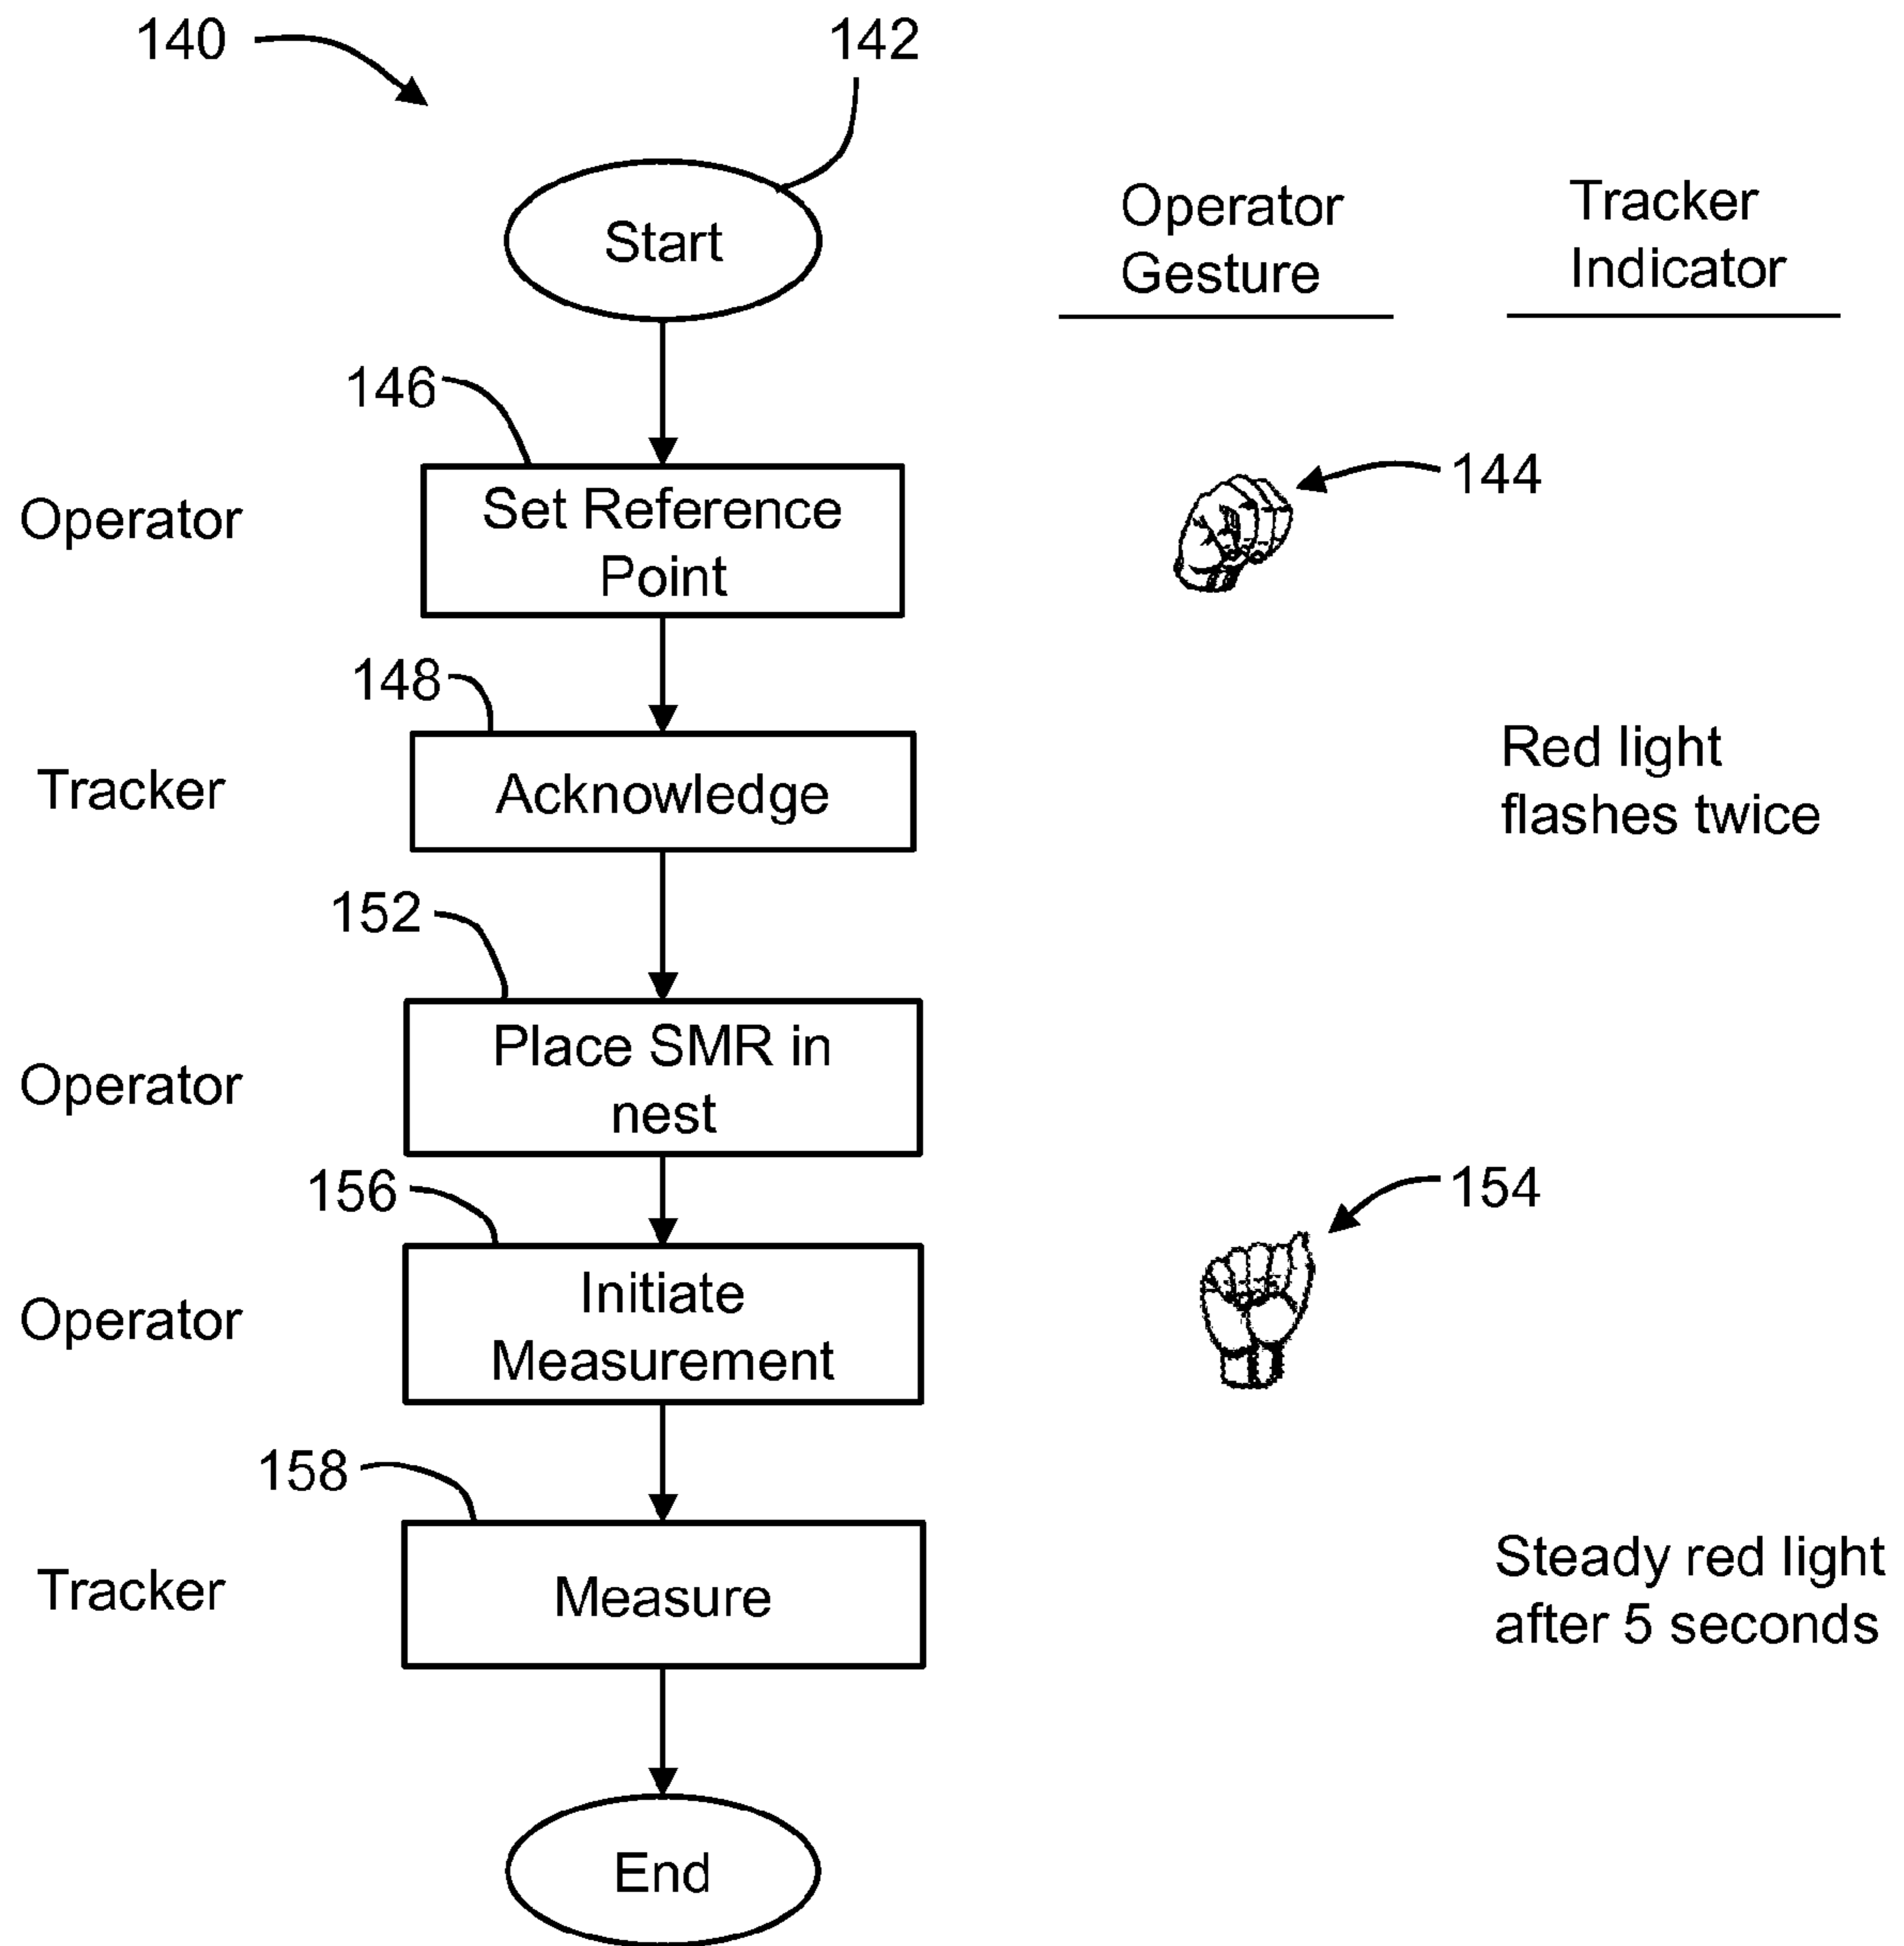 140
142
Start
Operator
Gesture
Tracker
Indicator
146
Operator
Set Reference
Point
144
148
Tracker
Acknowledge
Red light
flashes twice
152
Operator
Place SMR in
nest
156
Operator
Initiate
Measurement
154
158
Tracker
Measure
Steady red light
after 5 seconds
End